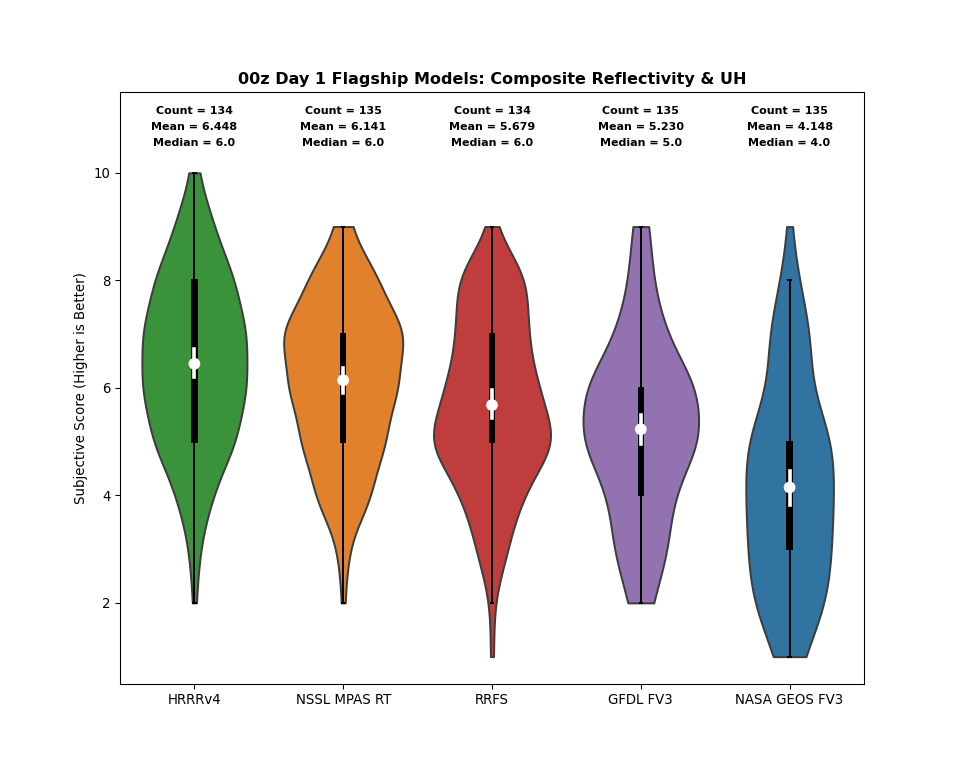 00z Day 1 Flagship Models: Composite Reflectivity & UH
Count = 134
Mean = 6.448
Median = 6.0
Count = 135
Mean = 6.141
Median = 6.0
Count = 134
Mean = 5.679
Median = 6.0
Count = 135
Mean = 5.230
Median = 5.0
Count = 135
Mean = 4.148
Median = 4.0
Subjective Score (Higher is Better)
10
8
6
4
2
HRRRv4
NSSL MPAS RT
RRFS
GFDL FV3
NASA GEOS FV3